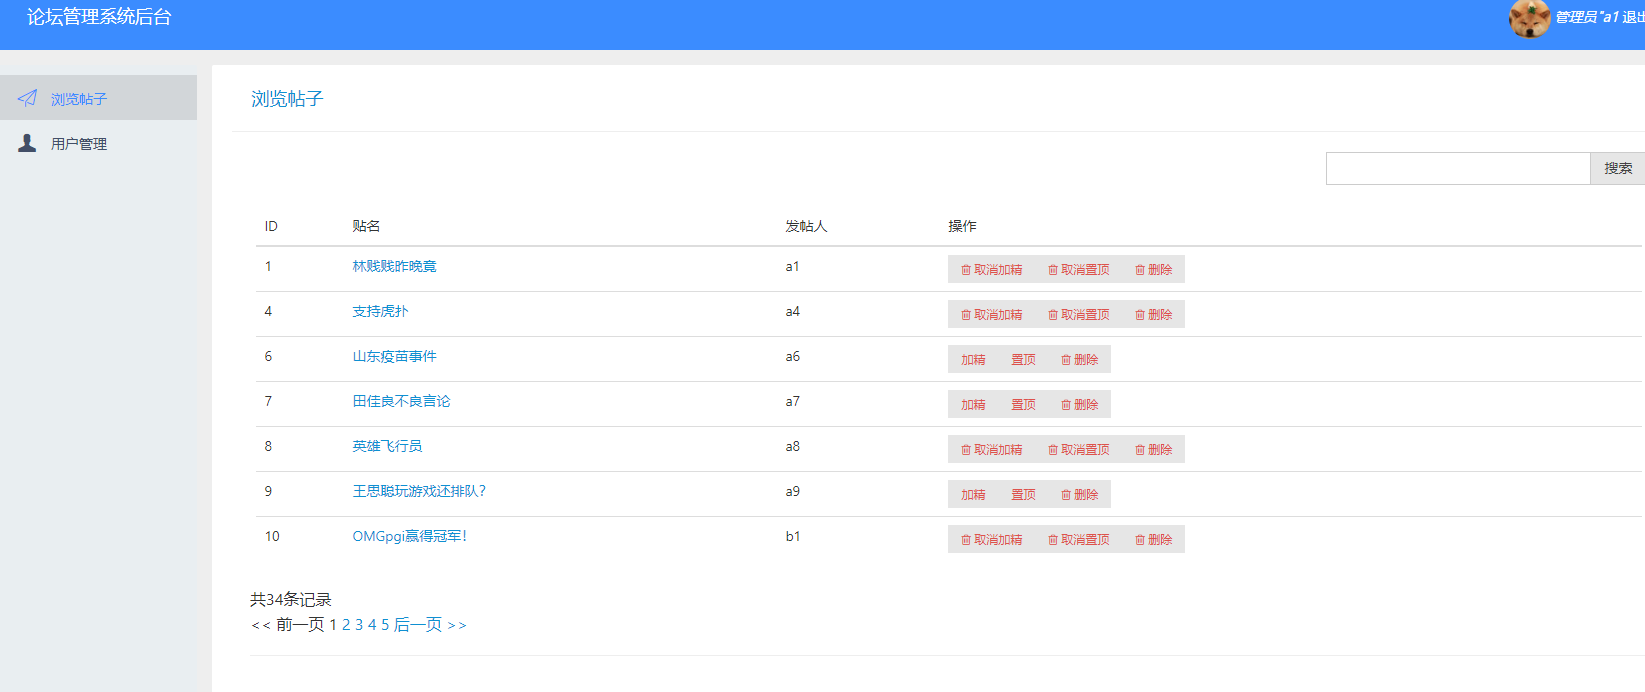 论坛管理系统后台
管理员"a1 退出
浏览帖子
用户管理
浏览帖子
搜索
ID 贴名 发帖人 操作
1 林贱贱昨晚竟 a1 取消加精 取消置顶 删除
4 支持虎扑 a4 取消加精 取消置顶 删除
6 山东疫苗事件 a6 加精 置顶 删除
7 田佳良不良言论 a7 加精 置顶 删除
8 英雄飞行员 a8 取消加精 取消置顶 删除
9 王思聪玩游戏还排队? a9 加精 置顶 删除
10 OMGpgi赢得冠军! b1 取消加精 取消置顶 删除
共34条记录
<< 前一页 1 2 3 4 5 后一页 >>